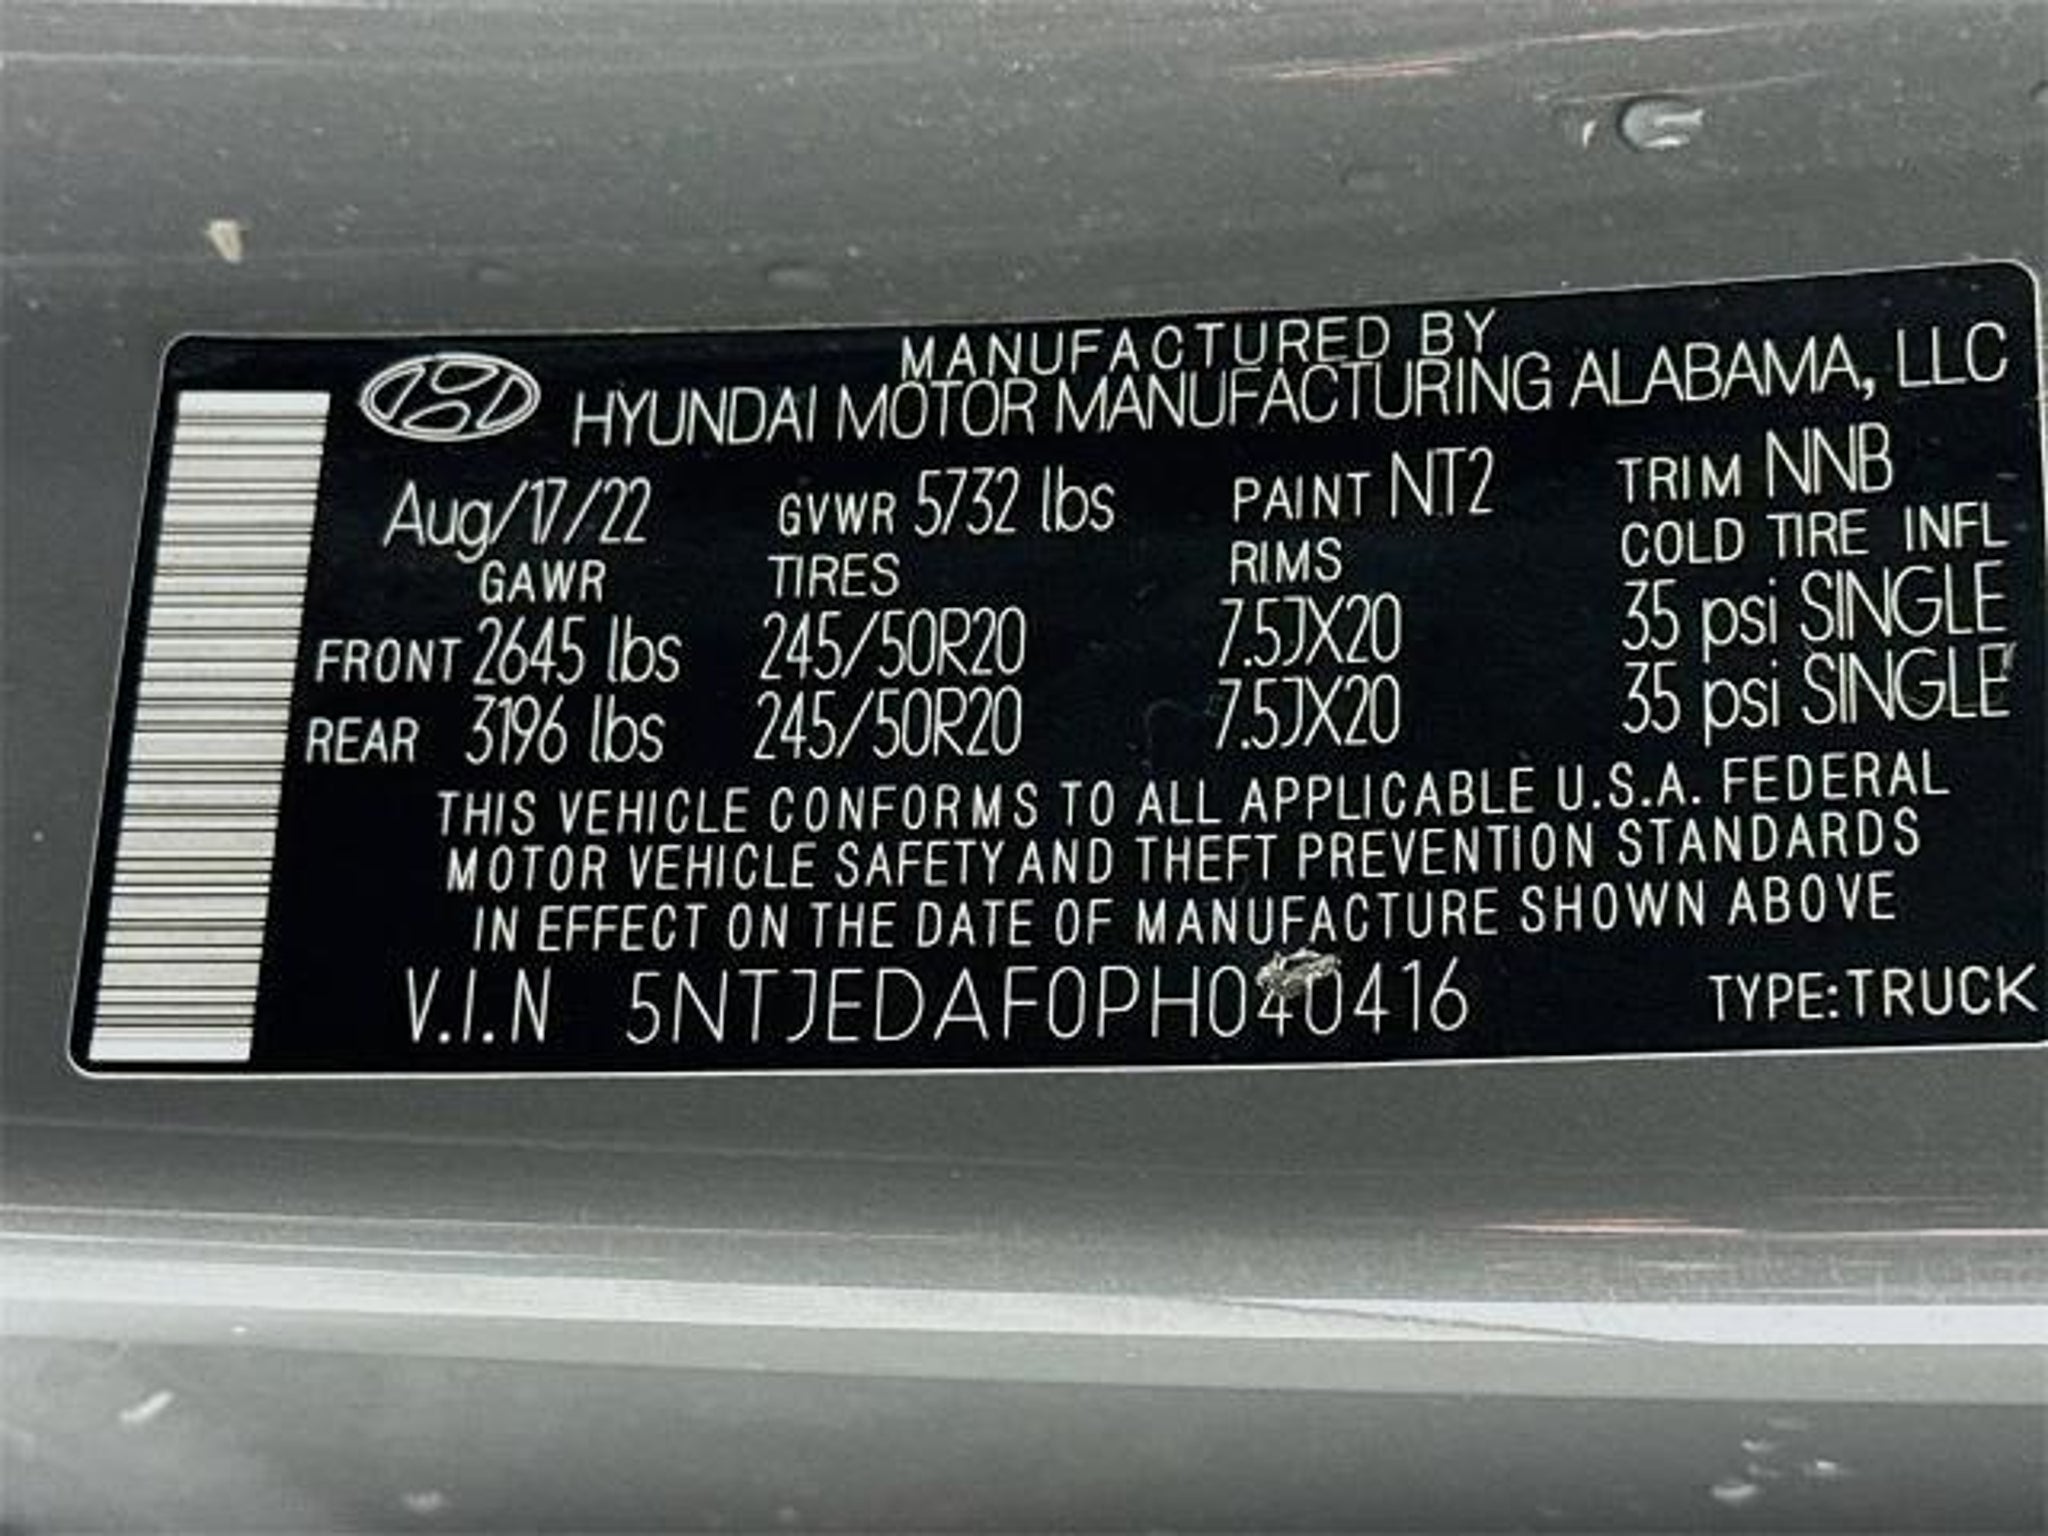 MANUFACTURED BY
HYUNDAI MOTOR MANUFACTURING ALABAMA, LLC
Aug/17/22 GVWR 5732 lbs PAINT NT2 TRIM NNB
GAWR TIRES RIMS COLD TIRE INFL
FRONT 2645 lbs 245/50R20 7.5JX20 35 psi SINGLE
REAR 3196 lbs 245/50R20 7.5JX20 35 psi SINGLE
THIS VEHICLE CONFORMS TO ALL APPLICABLE U.S.A. FEDERAL
MOTOR VEHICLE SAFETY AND THEFT PREVENTION STANDARDS
IN EFFECT ON THE DATE OF MANUFACTURE SHOWN ABOVE
V.I.N 5NTJEDAF0PH040416 TYPE:TRUCK